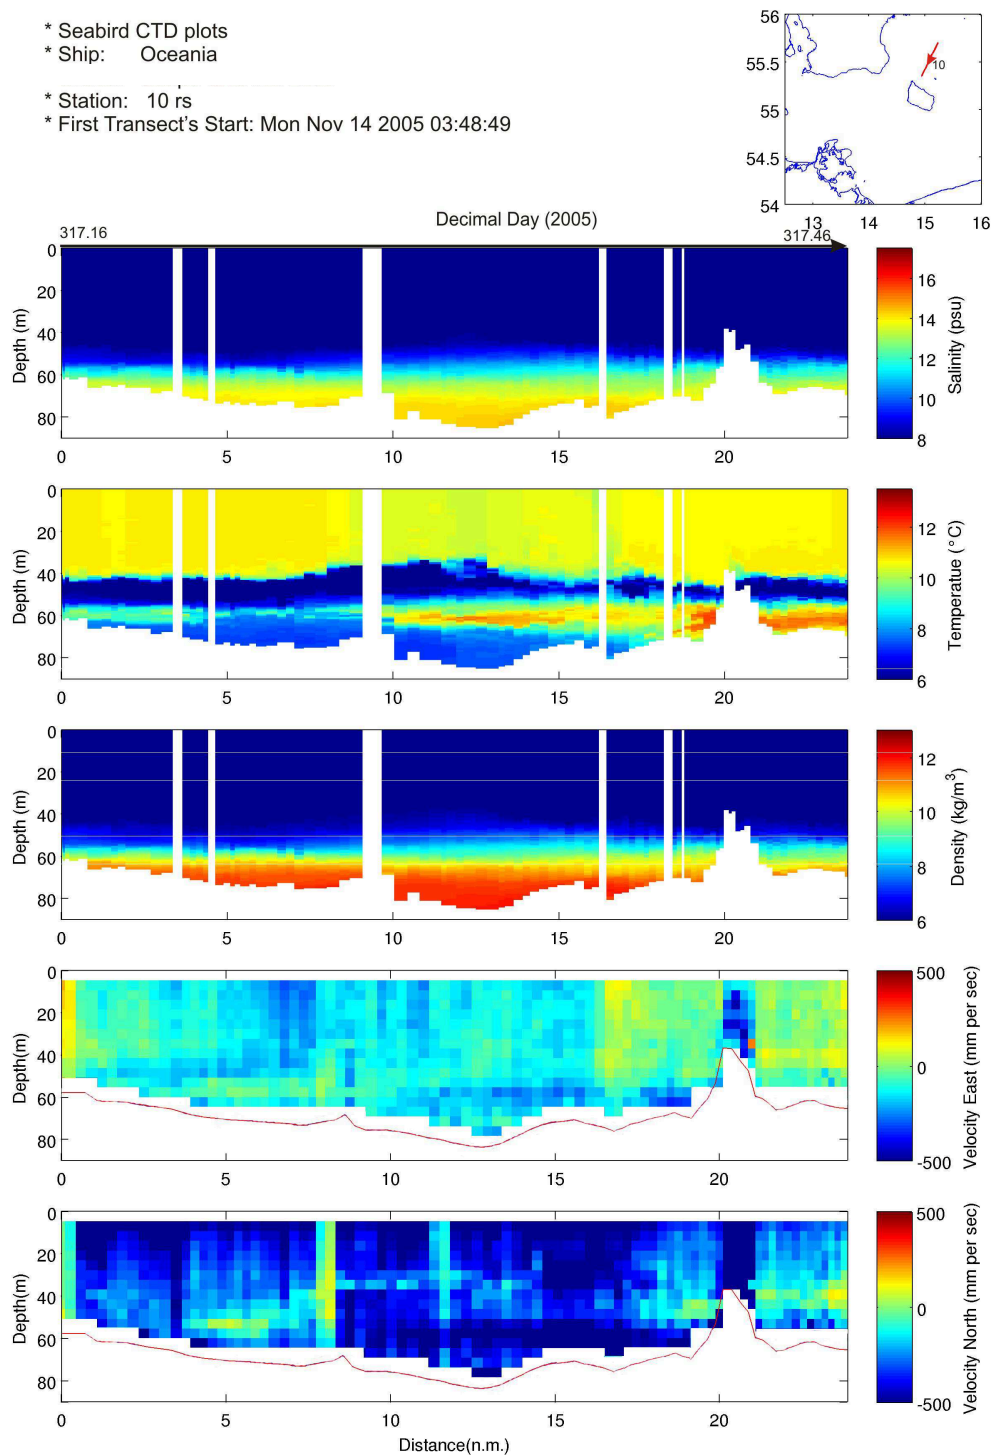 * Seabird CTD plots
* Ship: Oceania
* Station: 10 rs
* First Transect's Start: Mon Nov 14 2005 03:48:49
56
55.5
55
54.5
54
13 14 15 16
10
Decimal Day (2005)
317.16 317.46
0
20
40
60
80
Depth (m)
0 5 10 15 20
16
14
12
10
8
Salinity (psu)
0
20
40
60
80
Depth (m)
0 5 10 15 20
12
10
8
6
Temperatue (°C)
0
20
40
60
80
Depth (m)
0 5 10 15 20
12
10
8
6
Density (kg/m³)
0
20
40
60
80
Depth(m)
0 5 10 15 20
500
0
-500
Velocity East (mm per sec)
0
20
40
60
80
Depth(m)
0 5 10 15 20
500
0
-500
Velocity North (mm per sec)
Distance(n.m.)